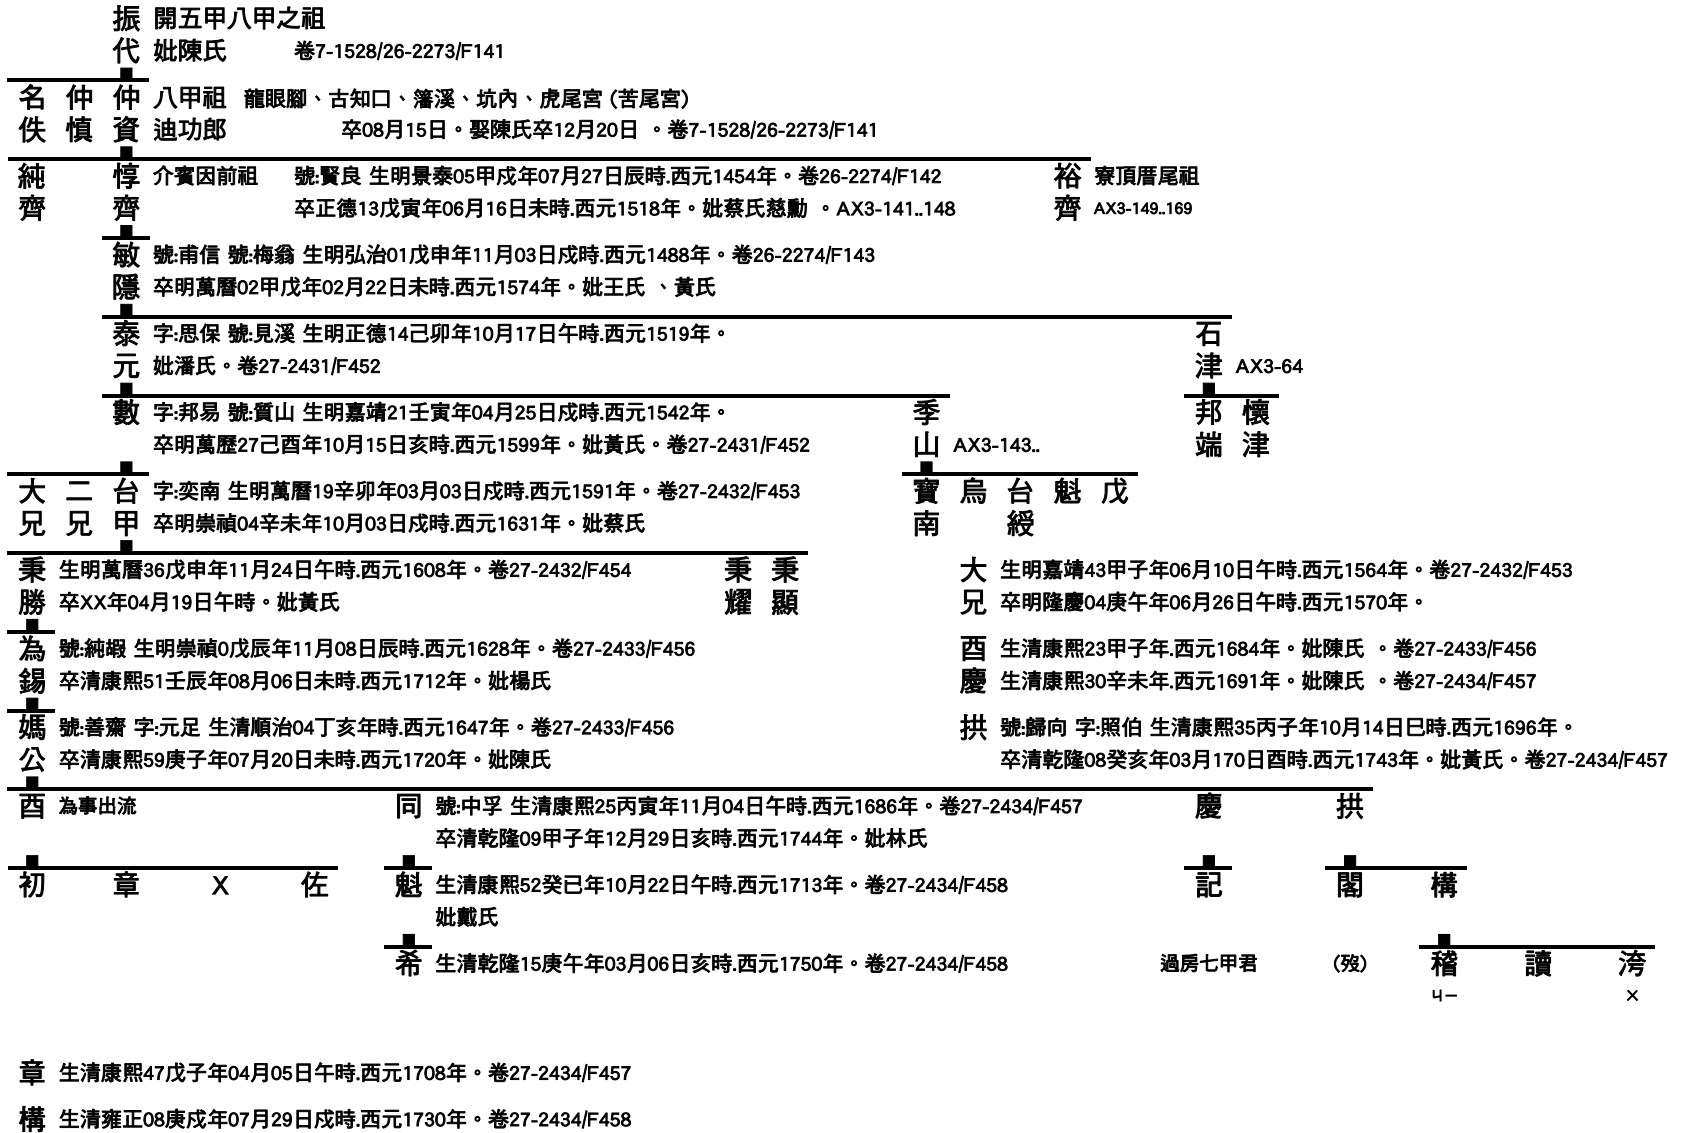 振代 開五甲八甲之祖
妣陳氏 卷7-1528/26-2273/F141
名佚 仲慎 仲資 八甲祖 龍眼腳、古知口、籓溪、坑內、虎尾宮 (苦尾宮)
迪功郎 卒08月15日。娶陳氏卒12月20日 。卷7-1528/26-2273/F141
純齊 惇齊 介賓因前祖 號:賢良 生明景泰05甲戍年07月27日辰時.西元1454年。卷26-2274/F142 裕齊 寮頂厝尾祖
卒正德13戊寅年06月16日未時.西元1518年。妣蔡氏慈勳 。AX3-141..148 AX3-149..169
敏隱 號:甫信 號:梅翁 生明弘治01戊申年11月03日戍時.西元1488年。卷26-2274/F143
卒明萬曆02甲戊年02月22日未時.西元1574年。妣王氏 、黃氏
泰元 字:思保 號:見溪 生明正德14己卯年10月17日午時.西元1519年。 石津
妣潘氏。卷27-2431/F452 AX3-64
數 字:邦易 號:質山 生明嘉靖21壬寅年04月25日戍時.西元1542年。 季山 邦端 懷津
卒明萬歷27己酉年10月15日亥時.西元1599年。妣黃氏。卷27-2431/F452 AX3-143..
大兄 二兄 台甲 字:奕南 生明萬曆19辛卯年03月03日戍時.西元1591年。卷27-2432/F453 寶南 烏 台綬 魁 戊
卒明崇禎04辛未年10月03日戍時.西元1631年。妣蔡氏
秉勝 生明萬曆36戊申年11月24日午時.西元1608年。卷27-2432/F454 秉耀 秉顯 大兄 生明嘉靖43甲子年06月10日午時.西元1564年。卷27-2432/F453
卒XX年04月19日午時。妣黃氏 卒明隆慶04庚午年06月26日午時.西元1570年。
為錫 號:純嘏 生明崇禎0戊辰年11月08日辰時.西元1628年。卷27-2433/F456 酉 生清康熙23甲子年.西元1684年。妣陳氏 。卷27-2433/F456
卒清康熙51壬辰年08月06日未時.西元1712年。妣楊氏 慶 生清康熙30辛未年.西元1691年。妣陳氏 。卷27-2434/F457
媽公 號:善齋 字:元足 生清順治04丁亥年時.西元1647年。卷27-2433/F456 拱 號:歸向 字:照伯 生清康熙35丙子年10月14日巳時.西元1696年。
卒清康熙59庚子年07月20日未時.西元1720年。妣陳氏 卒清乾隆08癸亥年03月170日酉時.西元1743年。妣黃氏。卷27-2434/F457
酉 為事出流 同 號:中孚 生清康熙25丙寅年11月04日午時.西元1686年。卷27-2434/F457 慶 拱
卒清乾隆09甲子年12月29日亥時.西元1744年。妣林氏
初 章 X 佐 魁 生清康熙52癸已年10月22日午時.西元1713年。卷27-2434/F458 記 閣 構
妣戴氏
希 生清乾隆15庚午年03月06日亥時.西元1750年。卷27-2434/F458 過房七甲君 (歿) 稽 讀 洿
ㄐㄧ ×
章 生清康熙47戊子年04月05日午時.西元1708年。卷27-2434/F457
構 生清雍正08庚戍年07月29日戍時.西元1730年。卷27-2434/F458